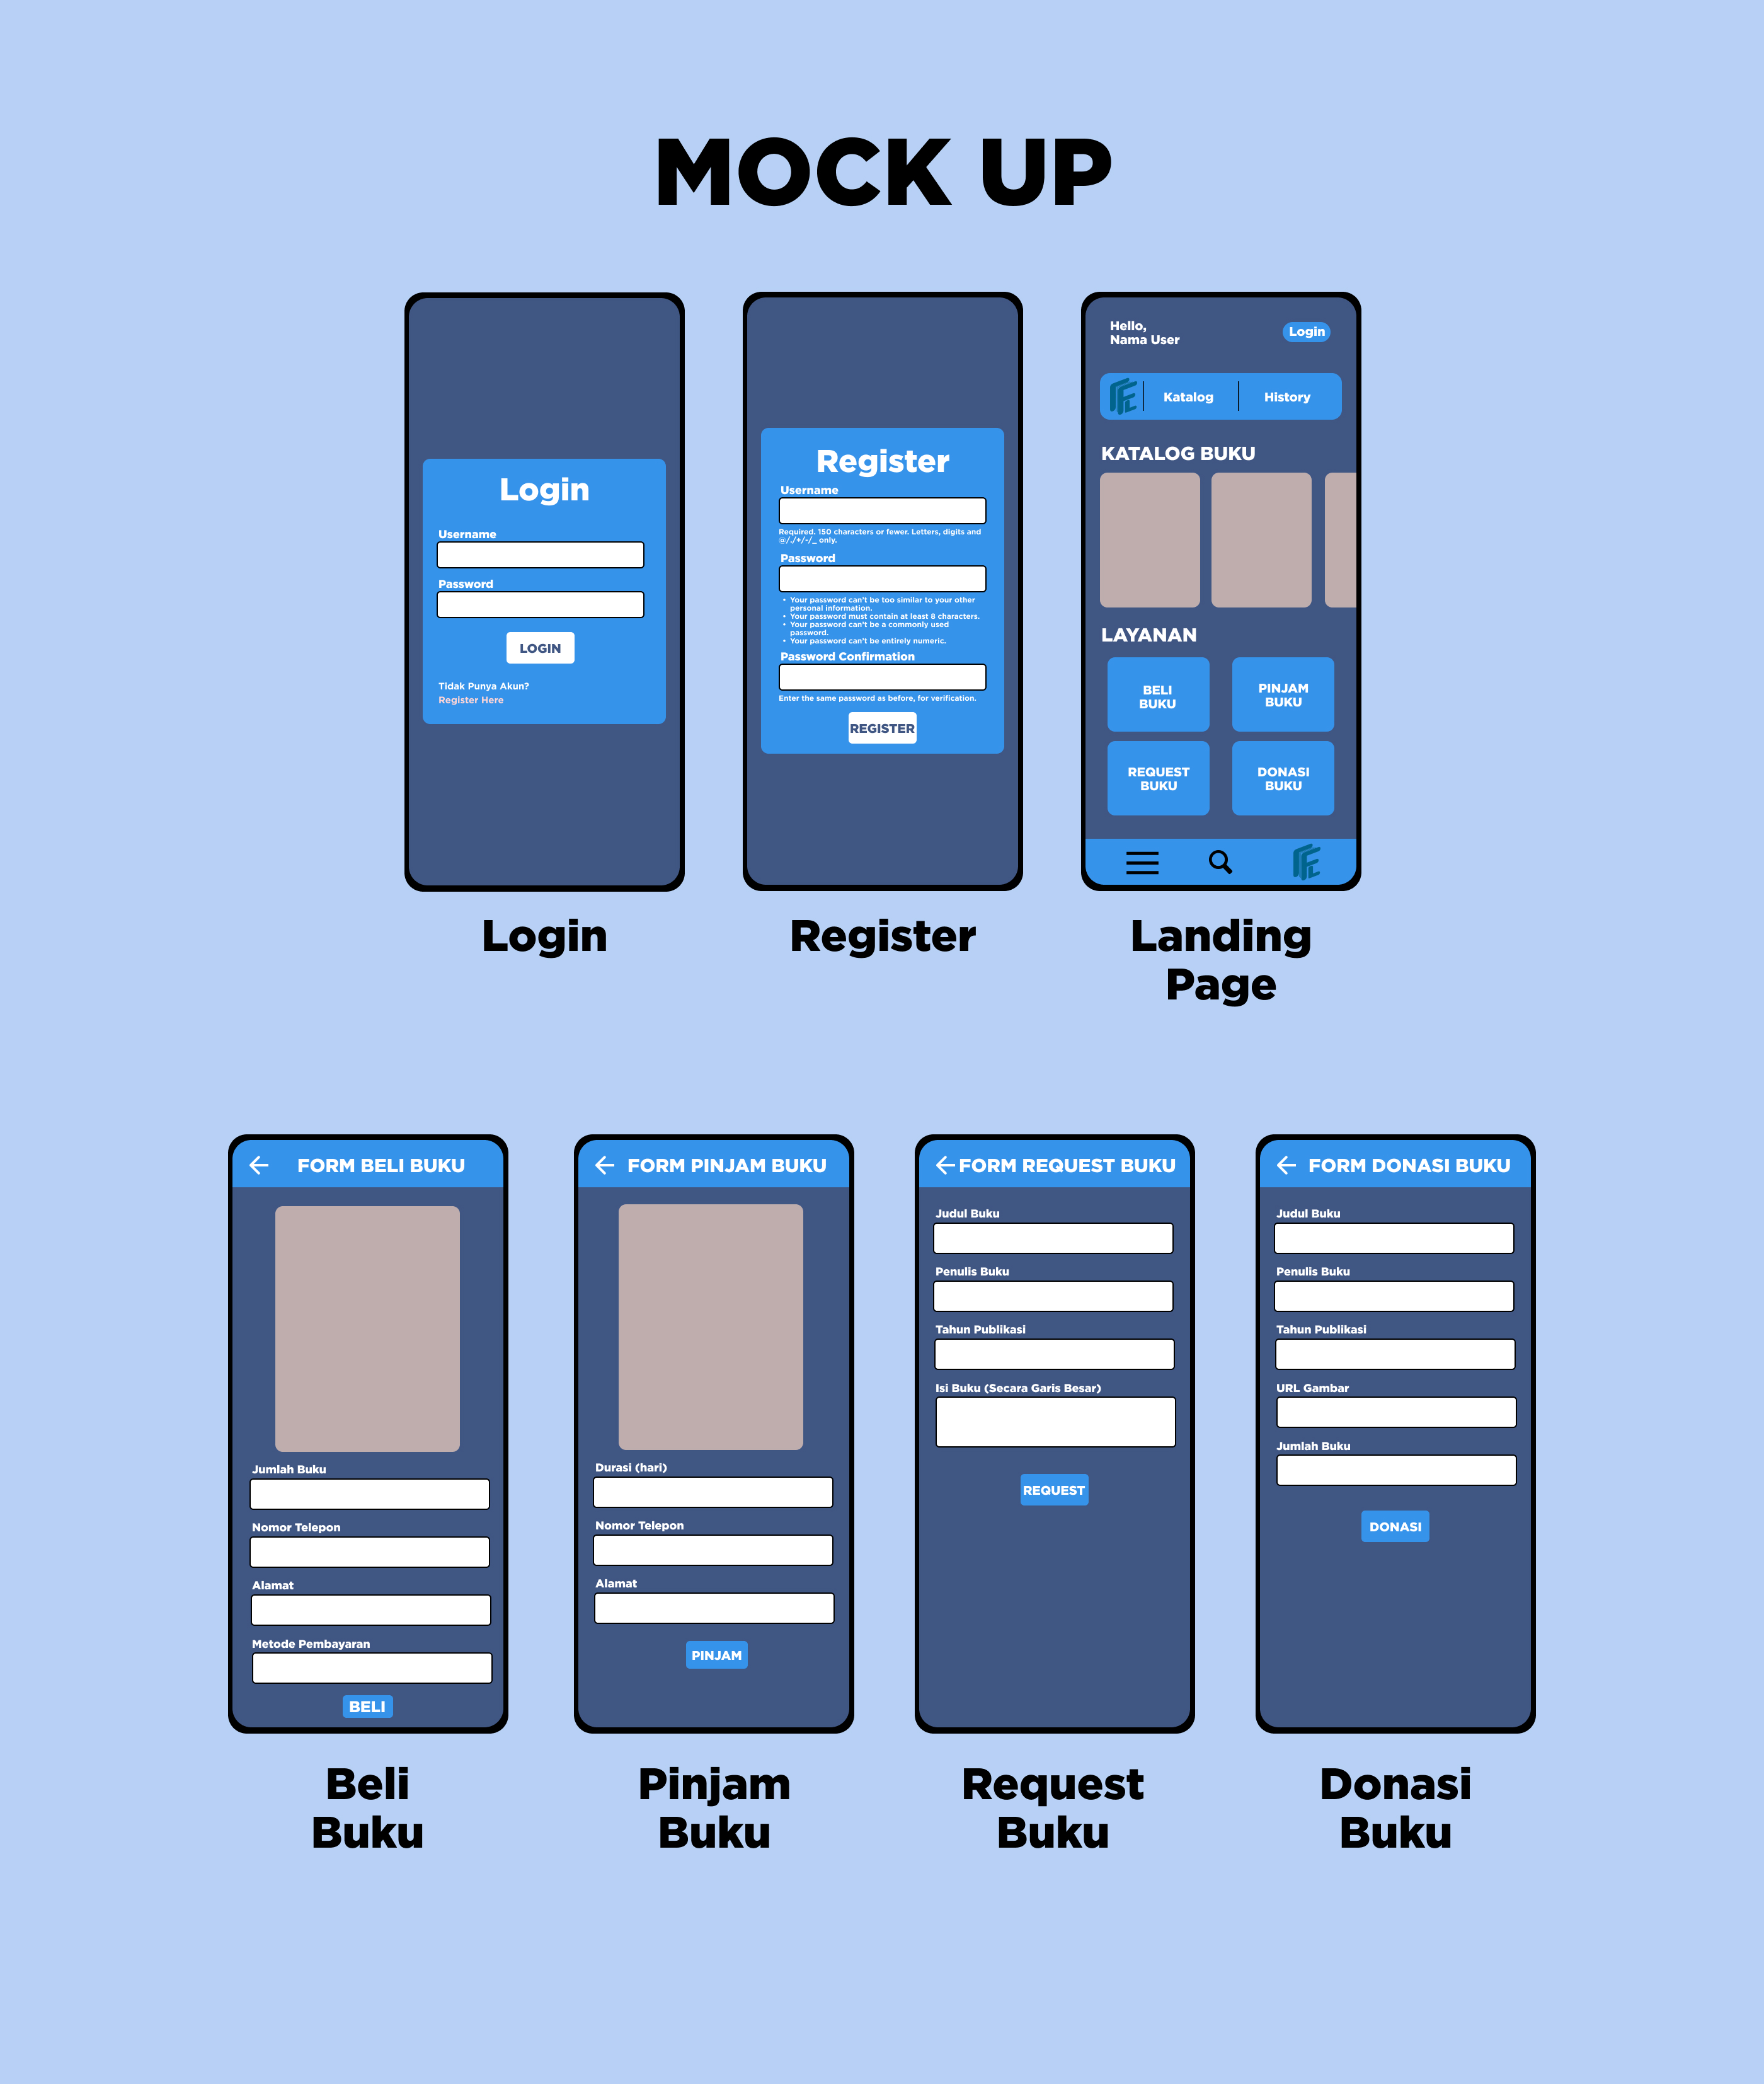 MOCK UP
Login
Username
Password
LOGIN
Tidak Punya Akun?
Register Here
Login
Register
Username
Required. 150 characters or fewer. Letters, digits and
@/./+/-/_ only.
Password
• Your password can't be too similar to your other
personal information.
• Your password must contain at least 8 characters.
• Your password can't be a commonly used
password.
• Your password can't be entirely numeric.
Password Confirmation
Enter the same password as before, for verification.
REGISTER
Register
Hello,
Nama User
Login
Katalog
History
KATALOG BUKU
LAYANAN
BELI
BUKU
PINJAM
BUKU
REQUEST
BUKU
DONASI
BUKU
Landing
Page
FORM BELI BUKU
Jumlah Buku
Nomor Telepon
Alamat
Metode Pembayaran
BELI
Beli
Buku
FORM PINJAM BUKU
Durasi (hari)
Nomor Telepon
Alamat
PINJAM
Pinjam
Buku
FORM REQUEST BUKU
Judul Buku
Penulis Buku
Tahun Publikasi
Isi Buku (Secara Garis Besar)
REQUEST
Request
Buku
FORM DONASI BUKU
Judul Buku
Penulis Buku
Tahun Publikasi
URL Gambar
Jumlah Buku
DONASI
Donasi
Buku